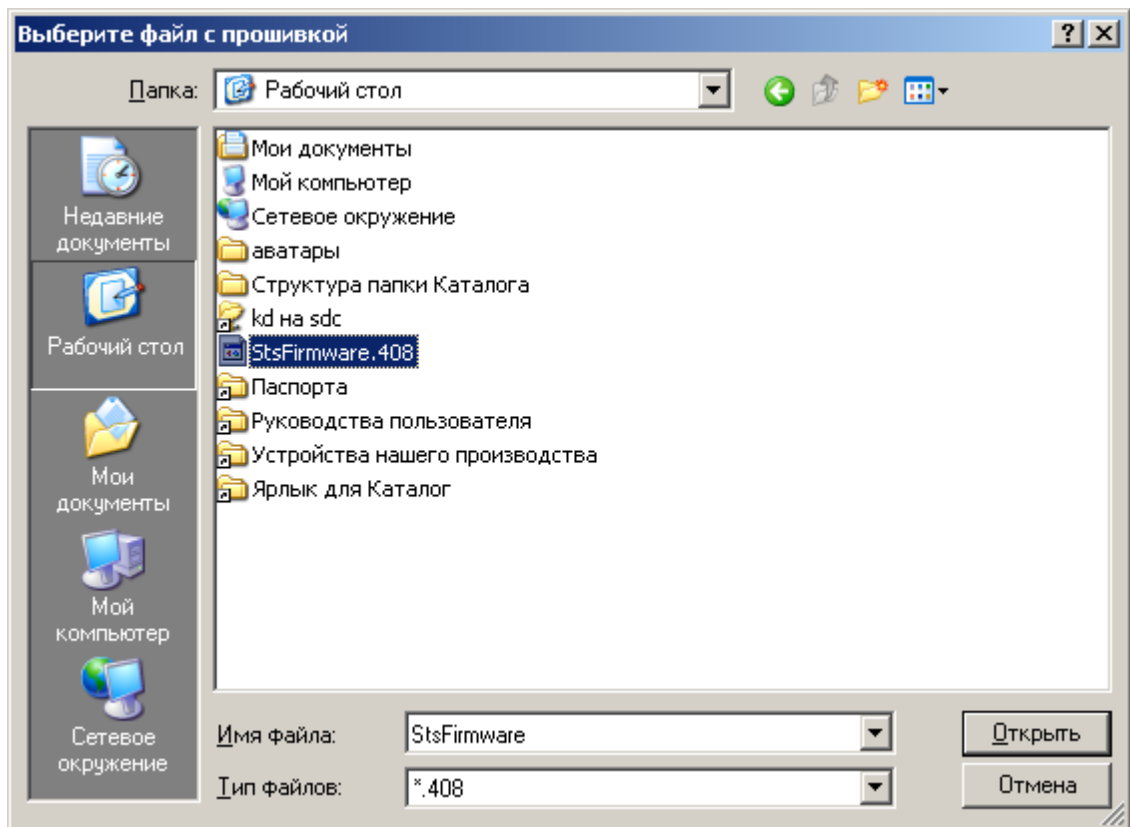 Выберите файл с прошивкой
Папка:
Рабочий стол
Недавние
документы
Рабочий стол
Мои
документы
Мой
компьютер
Сетевое
окружение
Мои документы
Мой компьютер
Сетевое окружение
аватары
Структура папки Каталога
kd на sdc
StsFirmware.408
Паспорта
Руководства пользователя
Устройства нашего производства
Ярлык для Каталог
Имя файла:
StsFirmware
Открыть
Тип файлов:
*.408
Отмена